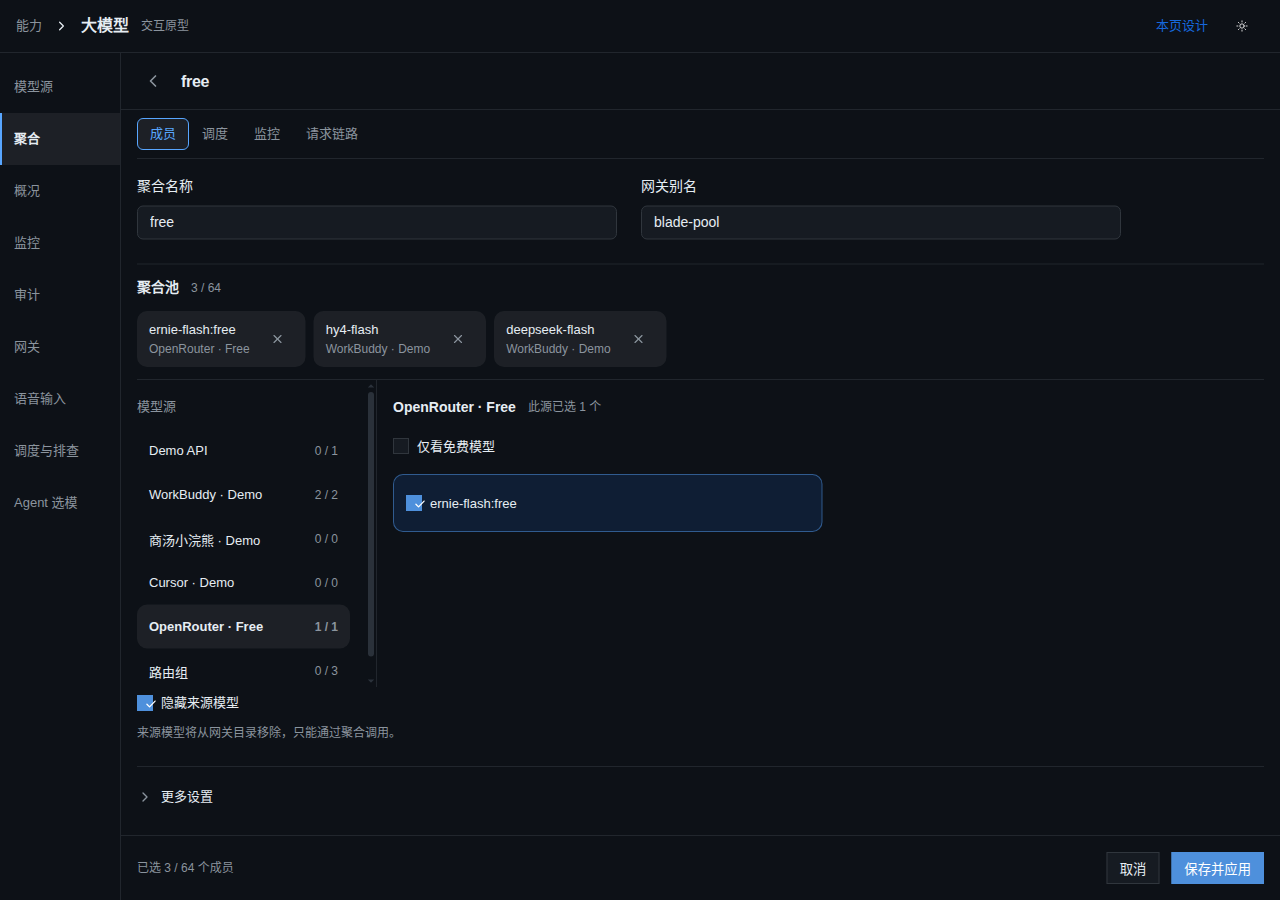 能力 大模型 交互原型 本页设计
模型源
聚合
概况
监控
审计
网关
语音输入
调度与排查
Agent 选模
free
成员 调度 监控 请求链路
聚合名称 网关别名
free blade-pool
聚合池 3 / 64
ernie-flash:free
OpenRouter · Free
hy4-flash
WorkBuddy · Demo
deepseek-flash
WorkBuddy · Demo
模型源
Demo API 0 / 1
WorkBuddy · Demo 2 / 2
商汤小浣熊 · Demo 0 / 0
Cursor · Demo 0 / 0
OpenRouter · Free 1 / 1
路由组 0 / 3
OpenRouter · Free 此源已选 1 个
仅看免费模型
ernie-flash:free
隐藏来源模型
来源模型将从网关目录移除，只能通过聚合调用。
更多设置
已选 3 / 64 个成员 取消 保存并应用